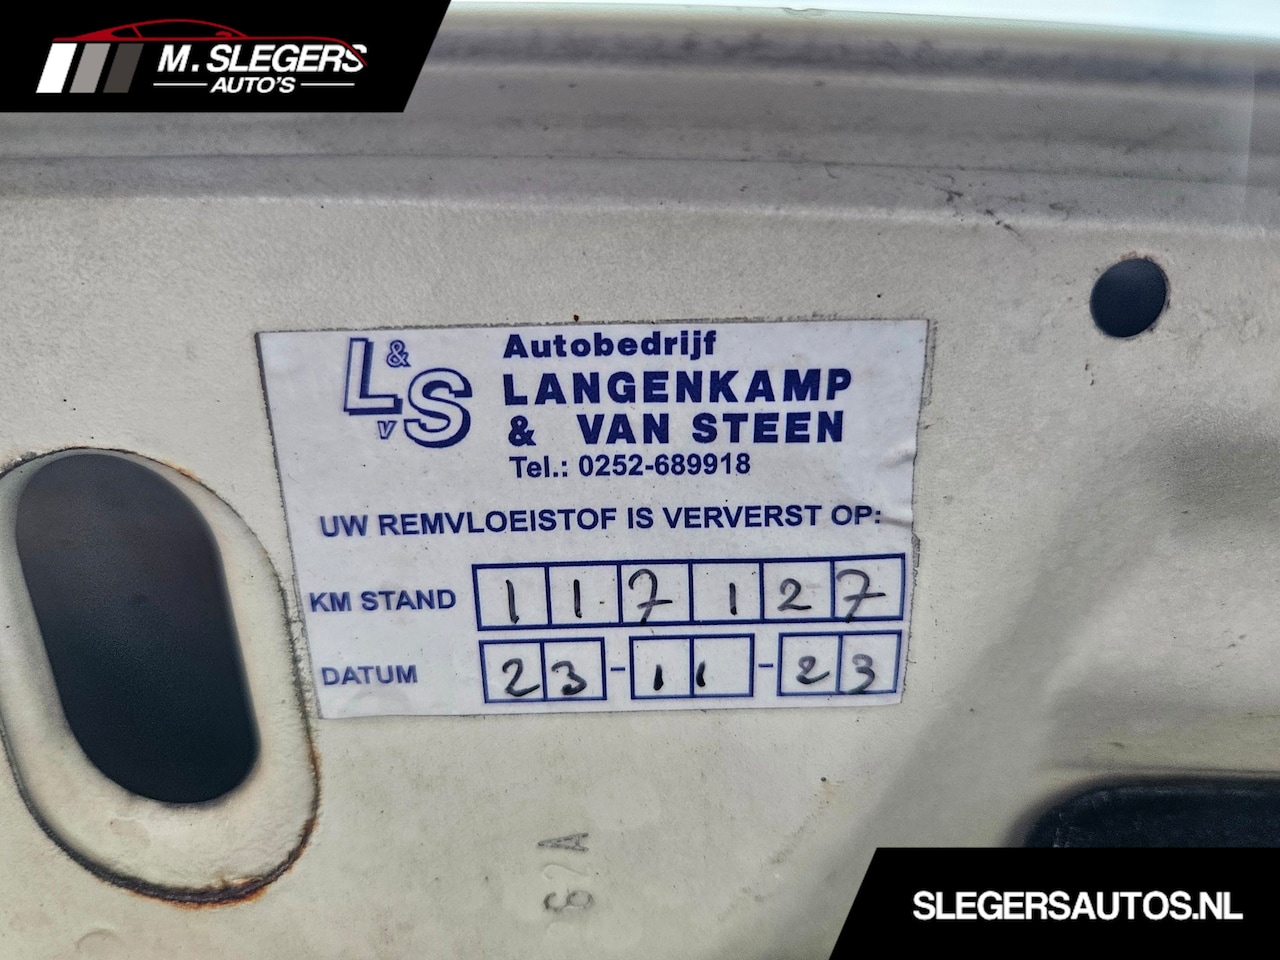 M. SLEGERS
AUTO'S
L&S
v
Autobedrijf
LANGENKAMP
& VAN STEEN
Tel.: 0252-689918
UW REMVLOEISTOF IS VERVERST OP:
KM STAND 117127
DATUM 23-11-23
62A
SLEGERSAUTOS.NL